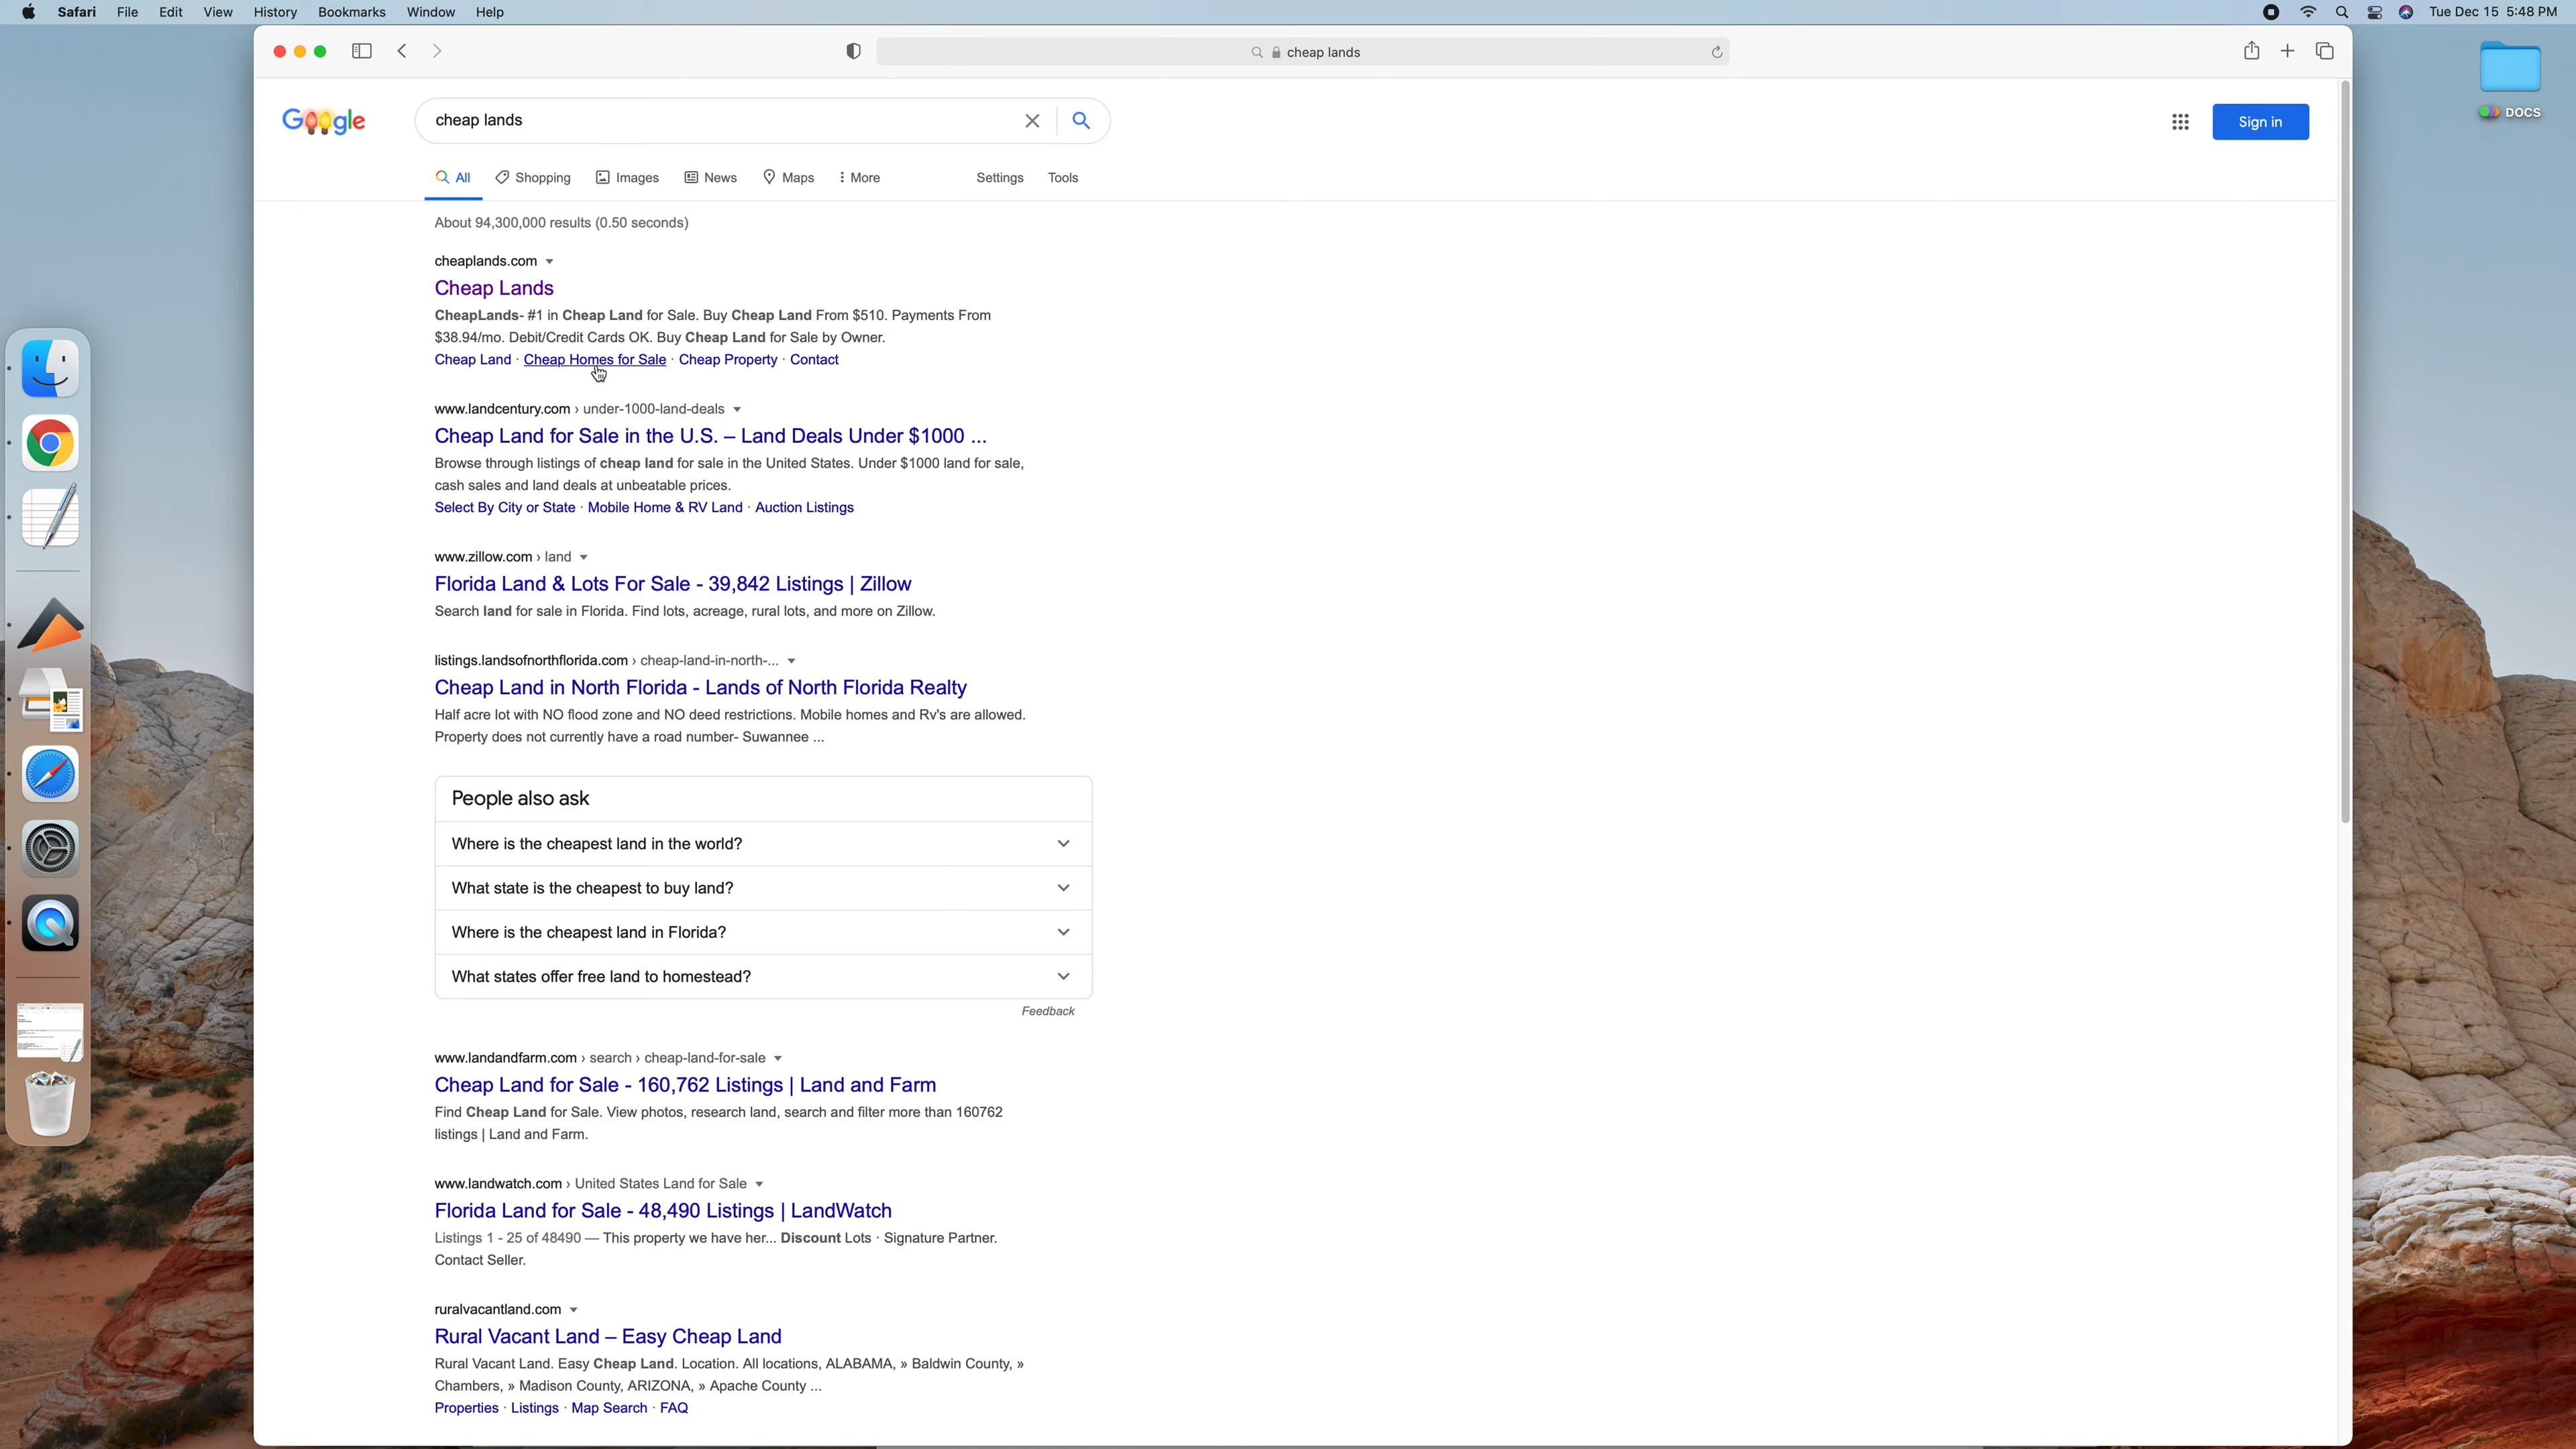 Safari File Edit View History Bookmarks Window Help Tue Dec 15 5:48 PM
cheap lands
DOCS
Google cheap lands Sign in
All Shopping Images News Maps More Settings Tools
About 94,300,000 results (0.50 seconds)
cheaplands.com
Cheap Lands
CheapLands- #1 in Cheap Land for Sale. Buy Cheap Land From $510. Payments From
$38.94/mo. Debit/Credit Cards OK. Buy Cheap Land for Sale by Owner.
Cheap Land · Cheap Homes for Sale · Cheap Property · Contact
www.landcentury.com › under-1000-land-deals
Cheap Land for Sale in the U.S. – Land Deals Under $1000 ...
Browse through listings of cheap land for sale in the United States. Under $1000 land for sale,
cash sales and land deals at unbeatable prices.
Select By City or State · Mobile Home & RV Land · Auction Listings
www.zillow.com › land
Florida Land & Lots For Sale - 39,842 Listings | Zillow
Search land for sale in Florida. Find lots, acreage, rural lots, and more on Zillow.
listings.landsofnorthflorida.com › cheap-land-in-north-...
Cheap Land in North Florida - Lands of North Florida Realty
Half acre lot with NO flood zone and NO deed restrictions. Mobile homes and Rv's are allowed.
Property does not currently have a road number- Suwannee ...
People also ask
Where is the cheapest land in the world?
What state is the cheapest to buy land?
Where is the cheapest land in Florida?
What states offer free land to homestead?
Feedback
www.landandfarm.com › search › cheap-land-for-sale
Cheap Land for Sale - 160,762 Listings | Land and Farm
Find Cheap Land for Sale. View photos, research land, search and filter more than 160762
listings | Land and Farm.
www.landwatch.com › United States Land for Sale
Florida Land for Sale - 48,490 Listings | LandWatch
Listings 1 - 25 of 48490 — This property we have her... Discount Lots · Signature Partner.
Contact Seller.
ruralvacantland.com
Rural Vacant Land – Easy Cheap Land
Rural Vacant Land. Easy Cheap Land. Location. All locations, ALABAMA, » Baldwin County, »
Chambers, » Madison County, ARIZONA, » Apache County ...
Properties · Listings · Map Search · FAQ